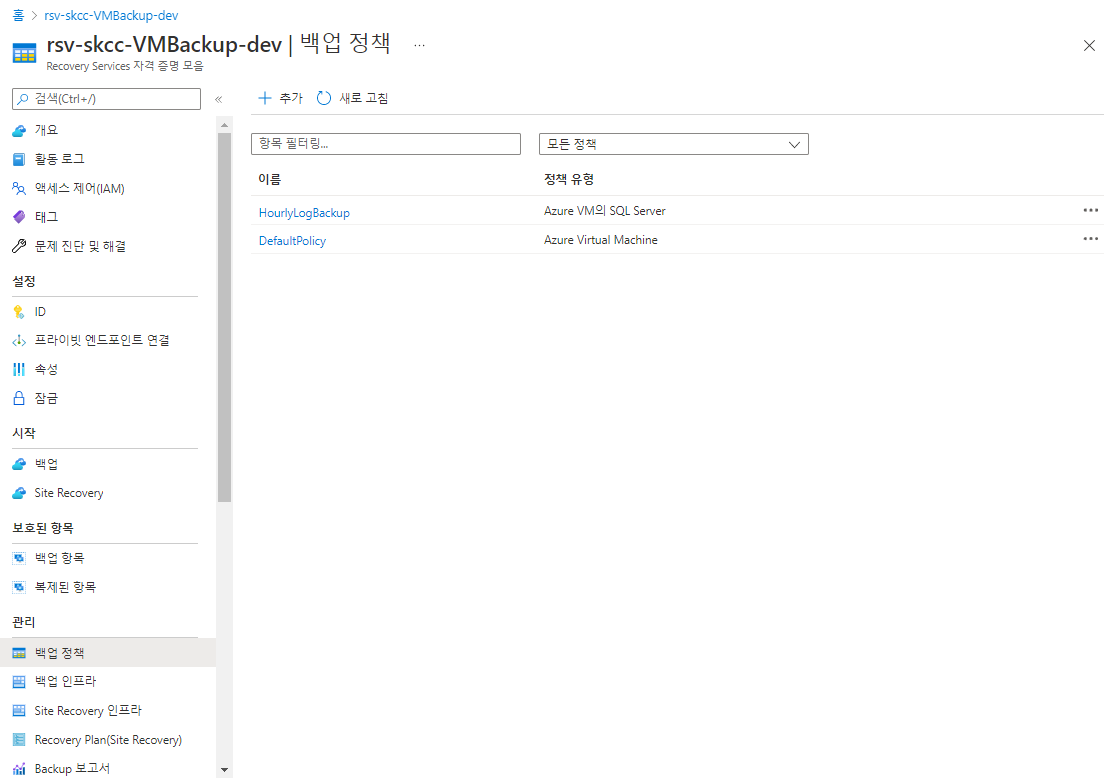 홈 > rsv-skcc-VMBackup-dev
rsv-skcc-VMBackup-dev | 백업 정책 ...
Recovery Services 자격 증명 모음
검색(Ctrl+/) «
+ 추가 새로 고침
개요
활동 로그
액세스 제어(IAM)
태그
문제 진단 및 해결
설정
ID
프라이빗 엔드포인트 연결
속성
잠금
시작
백업
Site Recovery
보호된 항목
백업 항목
복제된 항목
관리
백업 정책
백업 인프라
Site Recovery 인프라
Recovery Plan(Site Recovery)
Backup 보고서
항목 필터링... 모든 정책
이름 정책 유형
HourlyLogBackup Azure VM의 SQL Server ...
DefaultPolicy Azure Virtual Machine ...